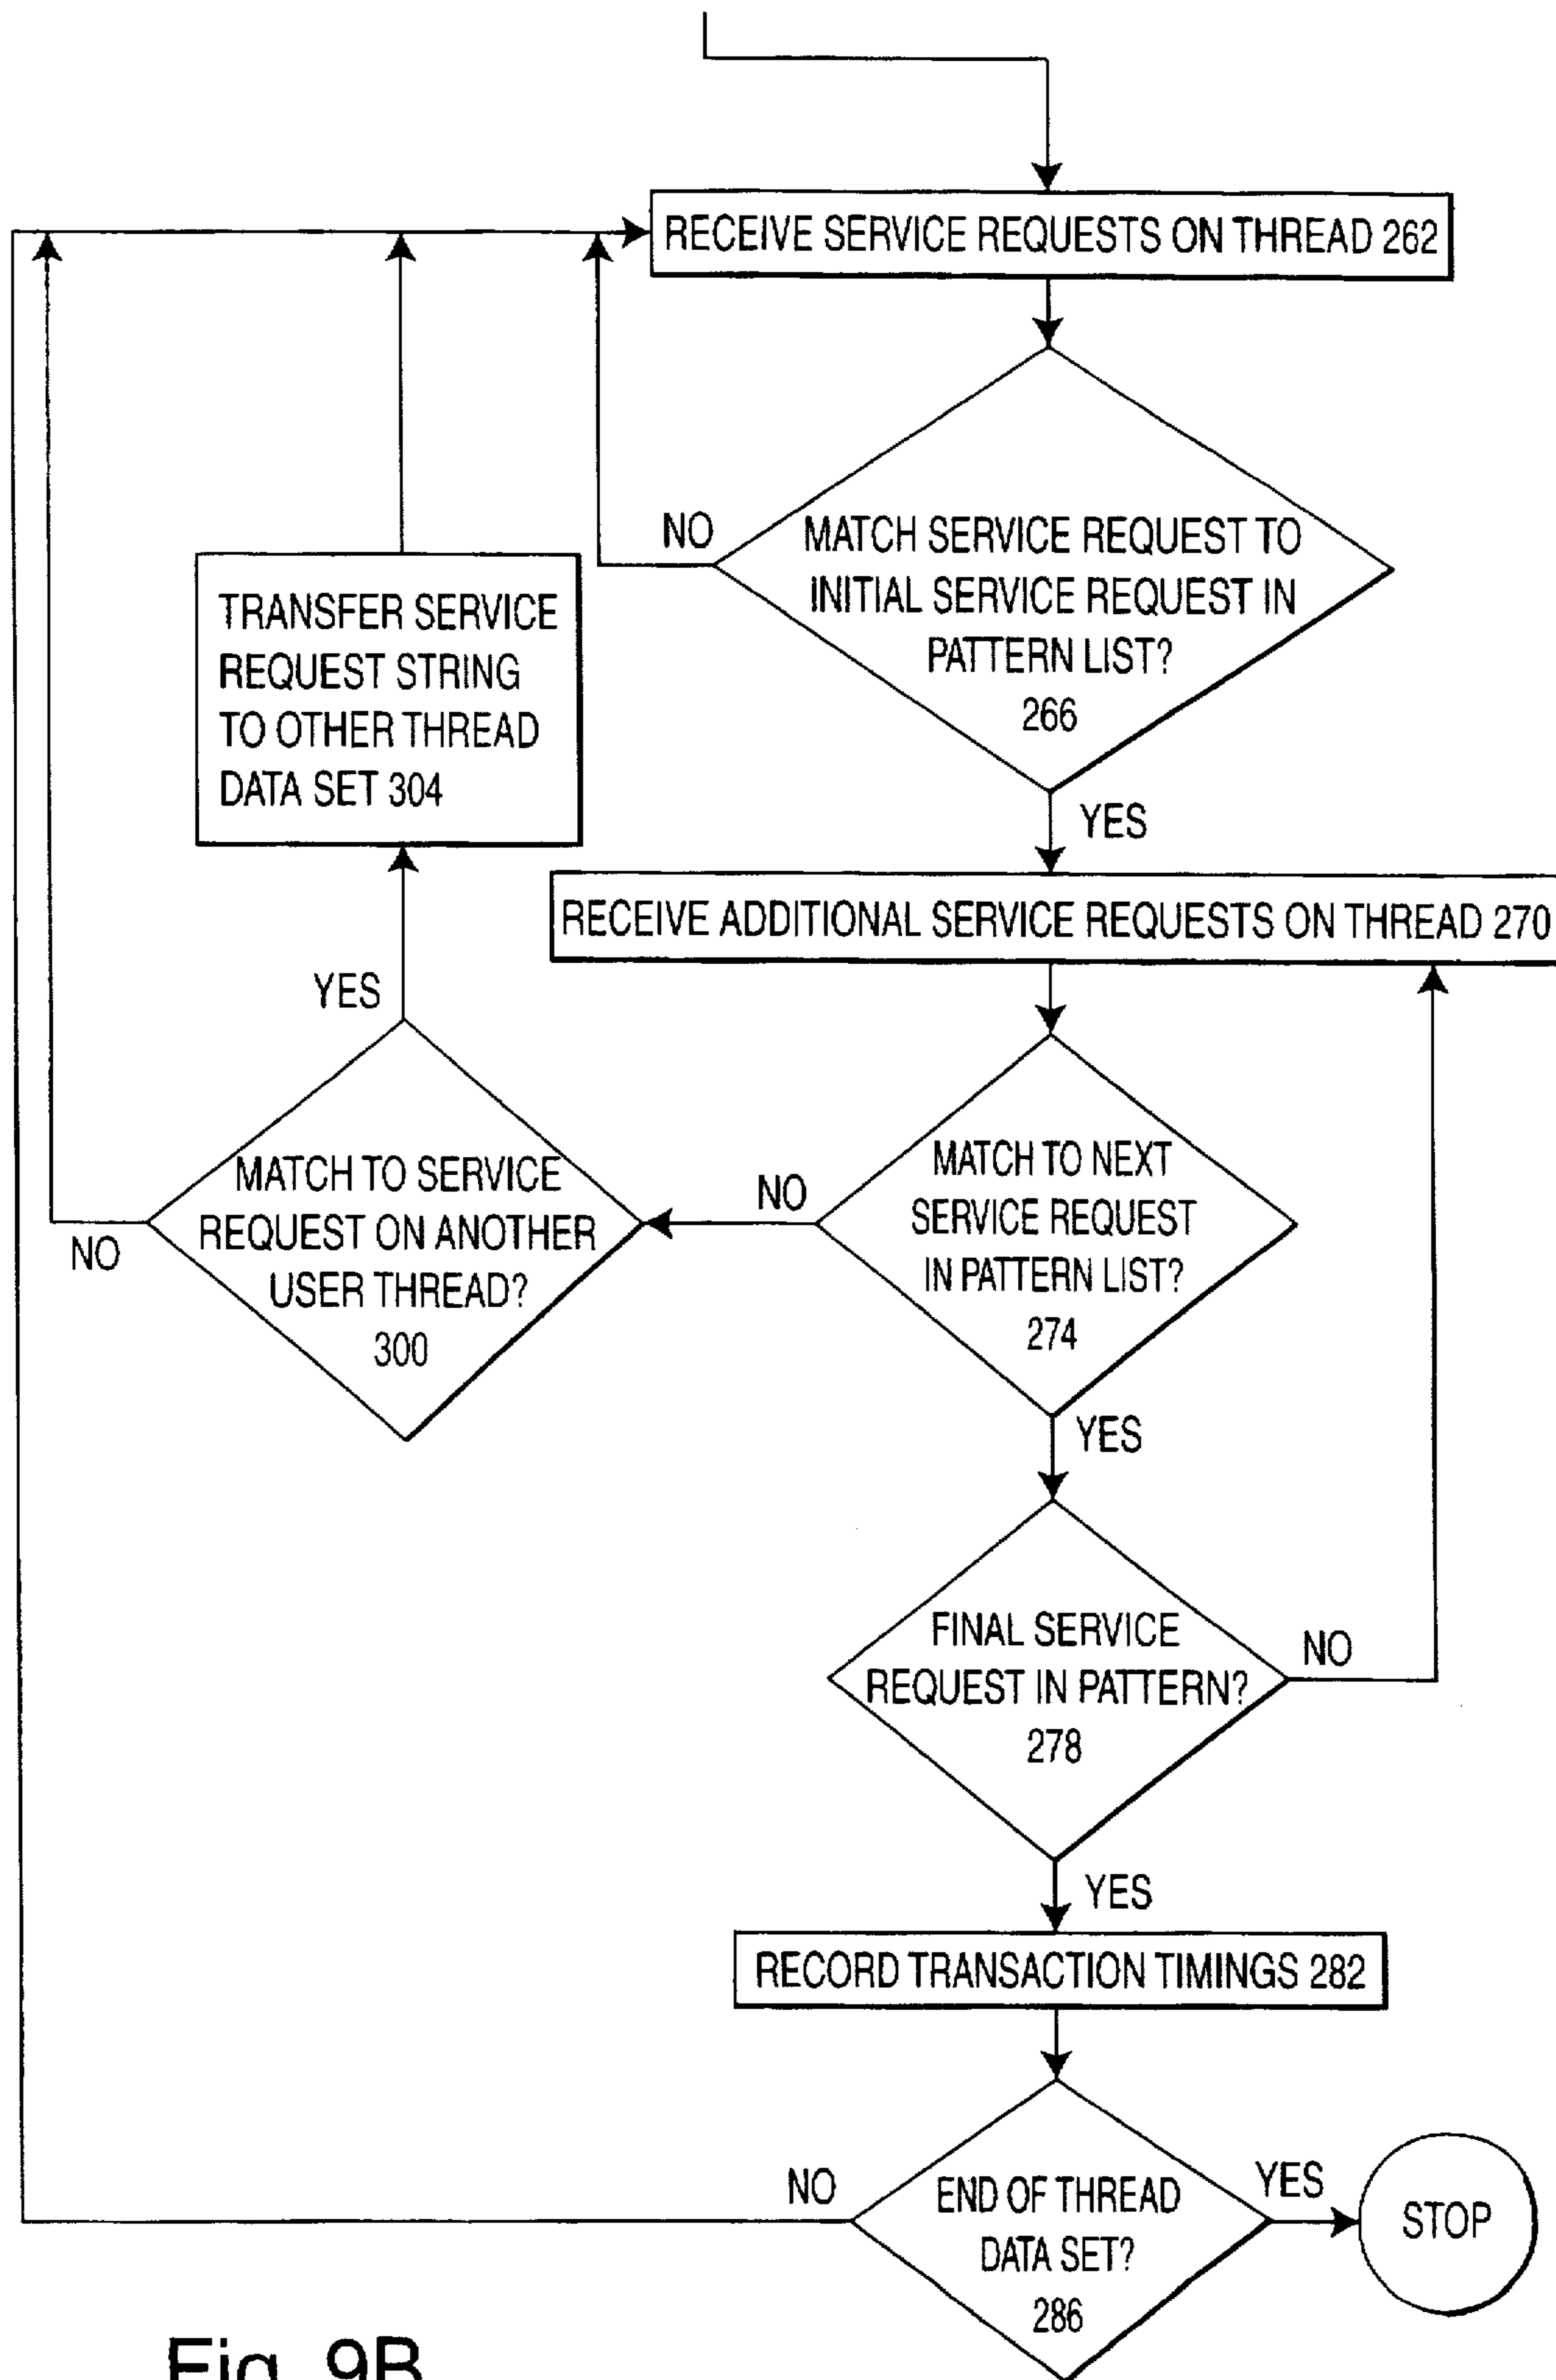 RECEIVE SERVICE REQUESTS ON THREAD 262
NO
MATCH SERVICE REQUEST TO
INITIAL SERVICE REQUEST IN
PATTERN LIST?
266
TRANSFER SERVICE
REQUEST STRING
TO OTHER THREAD
DATA SET 304
YES
RECEIVE ADDITIONAL SERVICE REQUESTS ON THREAD 270
YES
MATCH TO SERVICE
REQUEST ON ANOTHER
USER THREAD?
300
NO
NO
MATCH TO NEXT
SERVICE REQUEST
IN PATTERN LIST?
274
YES
FINAL SERVICE
REQUEST IN PATTERN?
278
NO
YES
RECORD TRANSACTION TIMINGS 282
NO
END OF THREAD
DATA SET?
286
YES
STOP
Fig. 9B